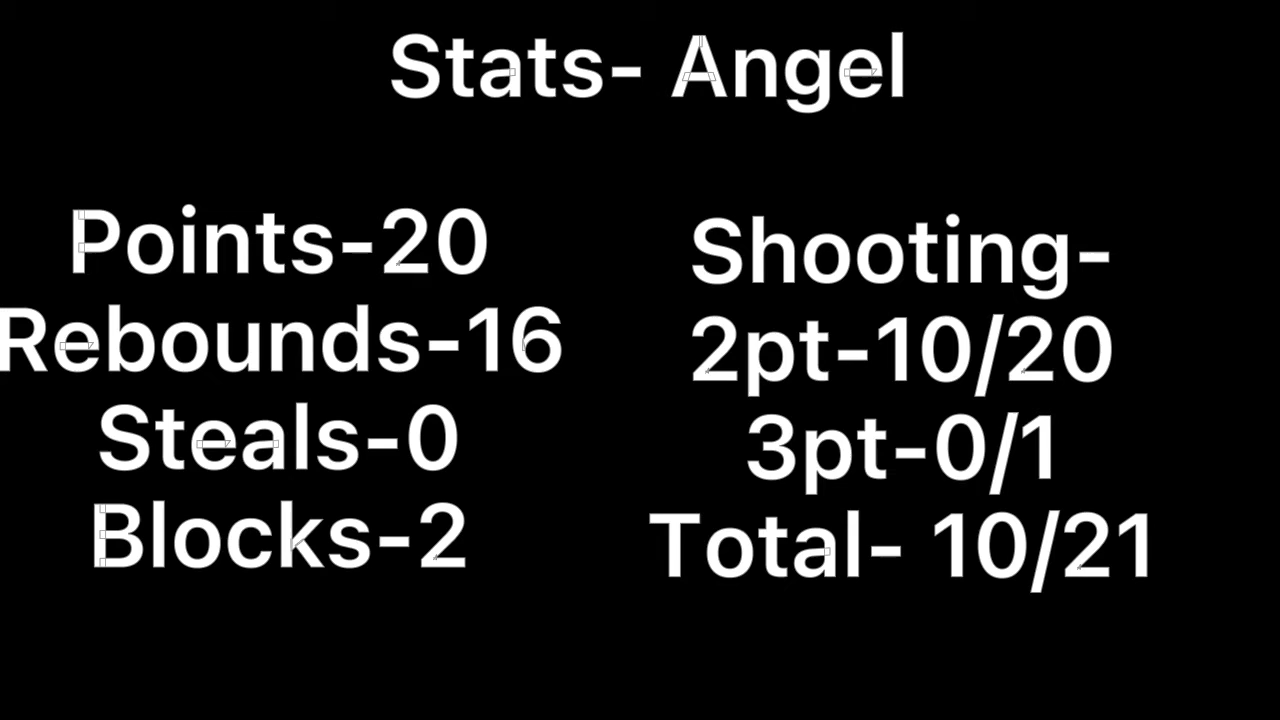 Stats- Angel
Points-20
Rebounds-16
Steals-0
Blocks-2
Shooting-
2pt-10/20
3pt-0/1
Total- 10/21